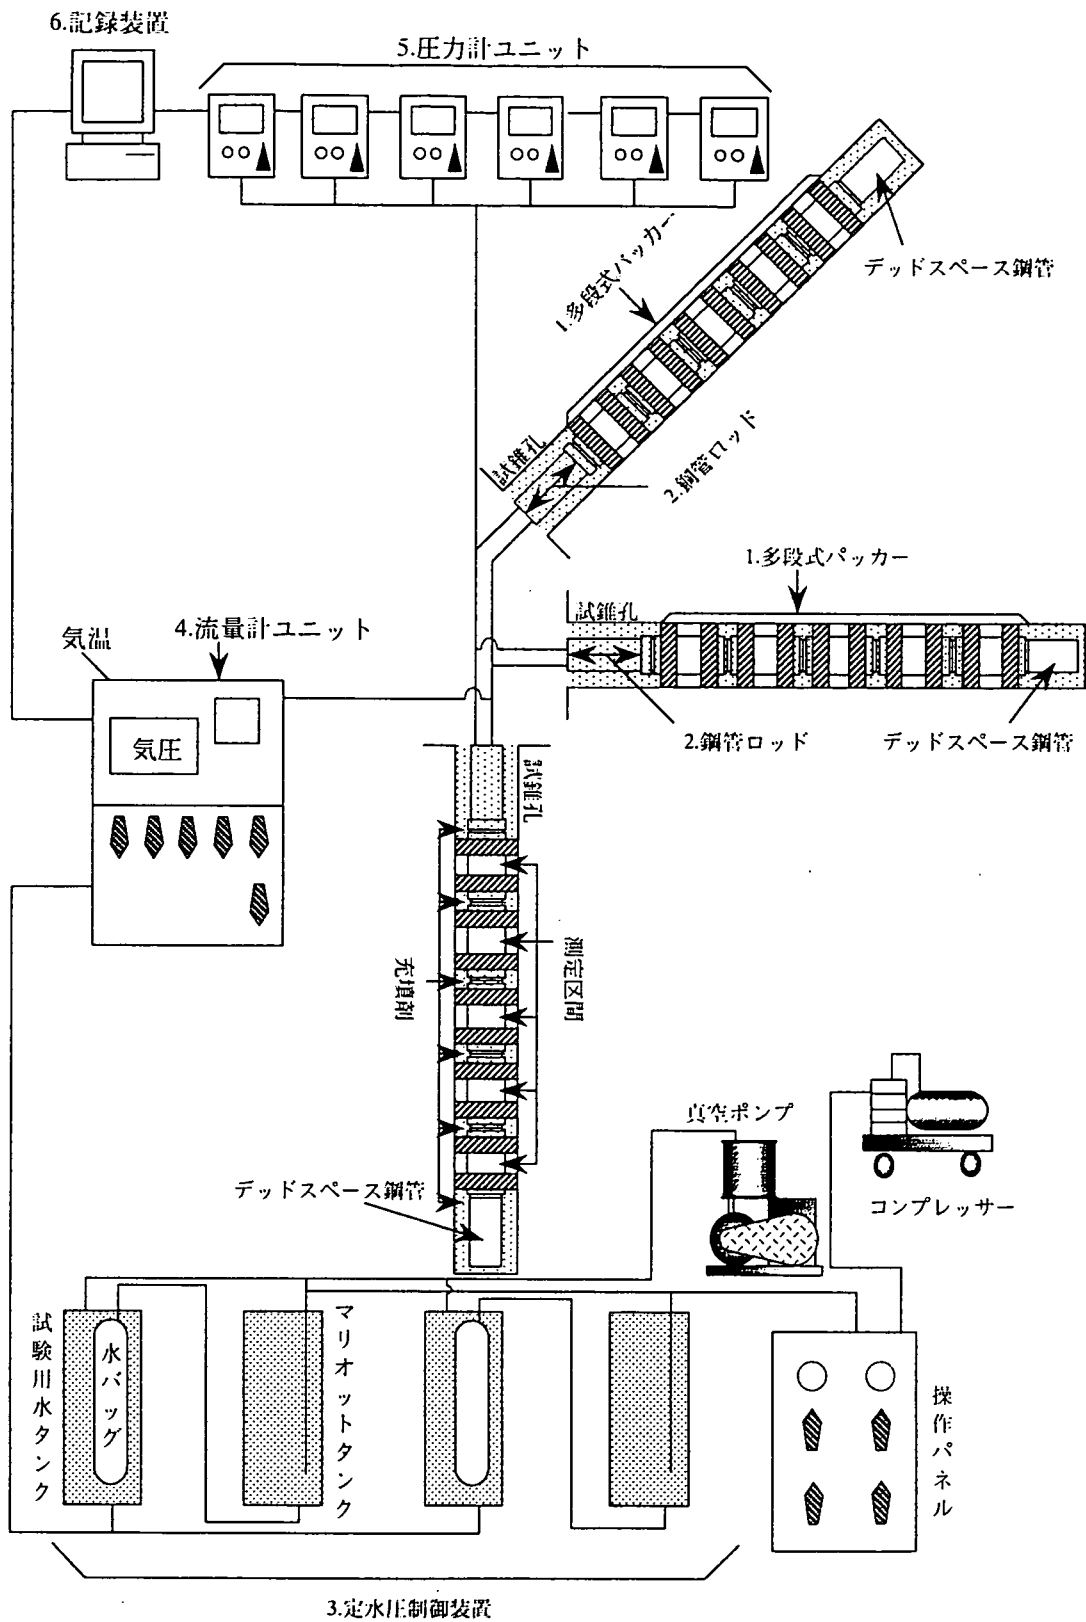 6.記録装置
5.圧力計ユニット
デッドスペース鋼管
1.多段式パッカー
試錐孔
2.鋼管ロッド
1.多段式パッカー
試錐孔
気温
4.流量計ユニット
気圧
2.鋼管ロッド
デッドスペース鋼管
試錐孔
測定区間
充填剤
真空ポンプ
コンプレッサー
デッドスペース鋼管
試験川水タンク
水バッグ
マリオットタンク
操作パネル
3.定水圧制御装置